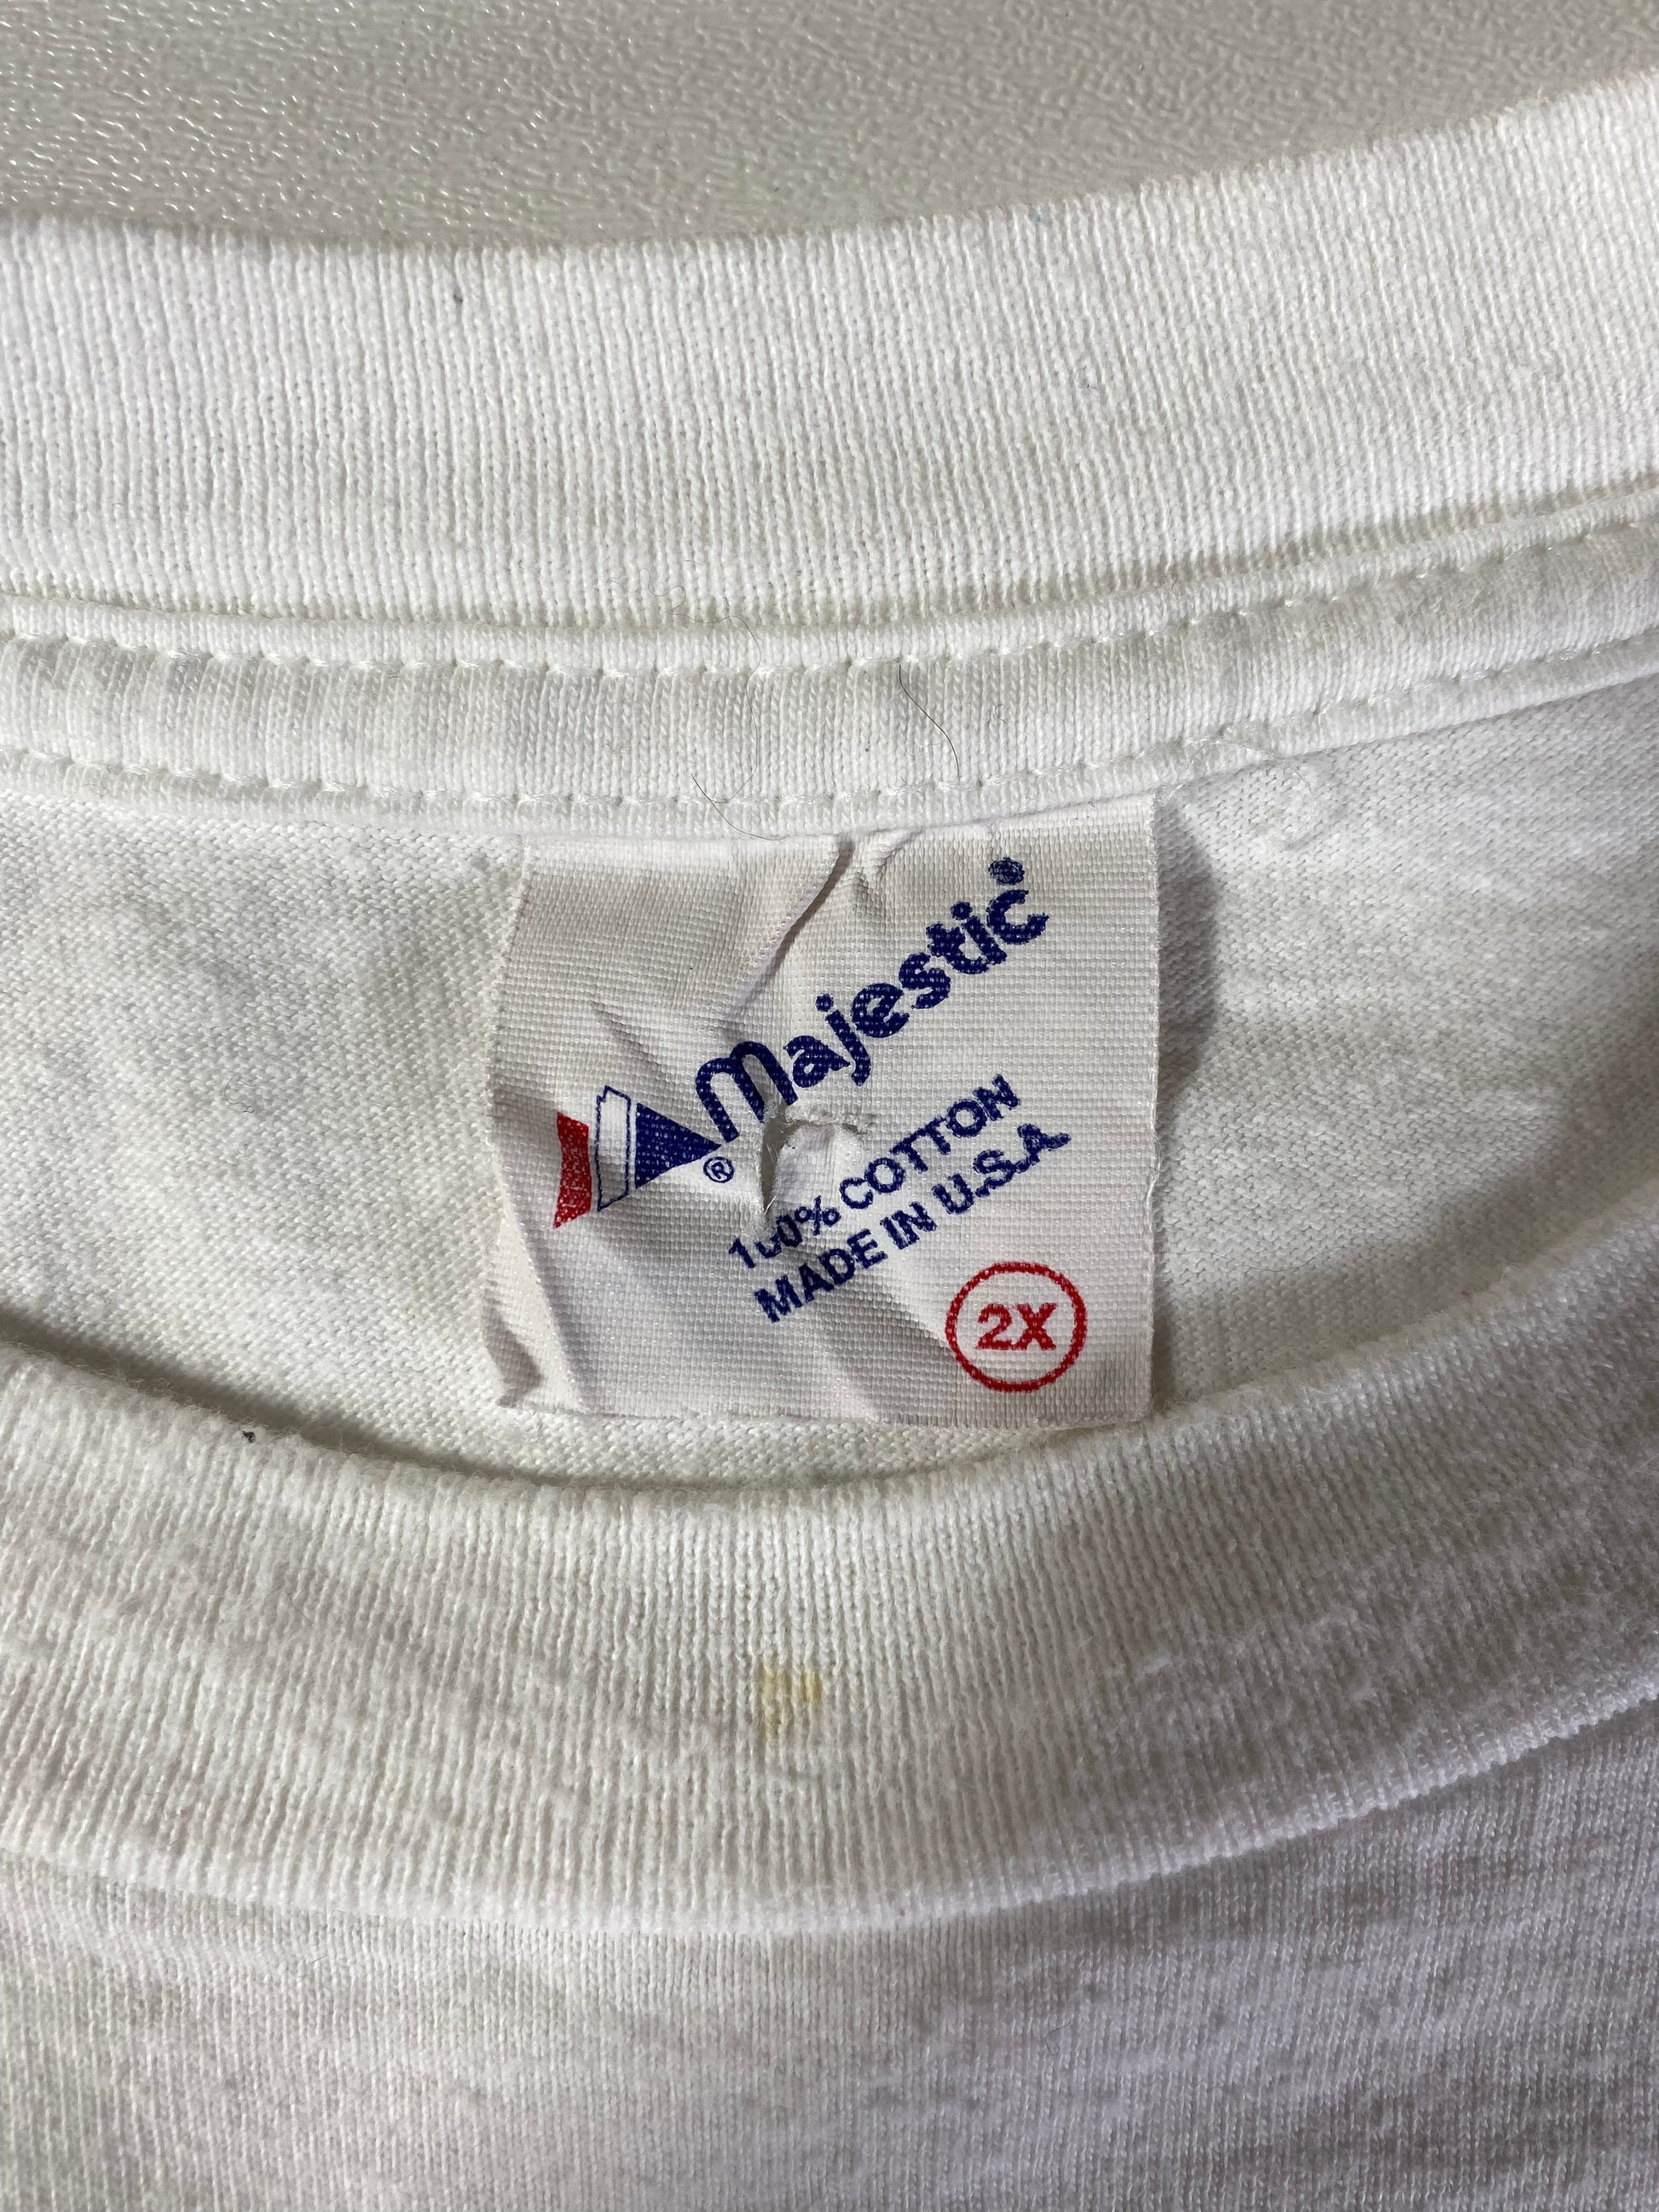 Majestic®
®
100% COTTON
MADE IN U.S.A
2X